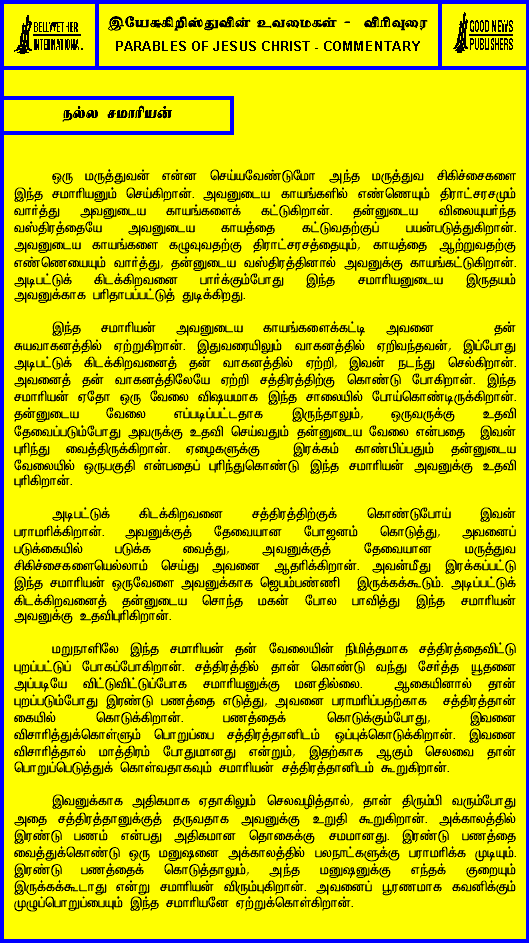 BELLWETHER
INTERNATIONAL
இயேசுகிறிஸ்துவின் உவமைகள் - விரிவுரை
PARABLES OF JESUS CHRIST - COMMENTARY
GOOD NEWS
PUBLISHERS
நல்ல சமாரியன்
ஒரு மருத்துவன் என்ன செய்யவேண்டுமோ அந்த மருத்துவ சிகிச்சைகளை
இந்த சமாரியனும் செய்கிறான். அவனுடைய காயங்களில் எண்ணெயும் திராட்சரசமும்
வார்த்து அவனுடைய காயங்களைக் கட்டுகிறான். தன்னுடைய விலையுயர்ந்த
வஸ்திரத்தையே அவனுடைய காயத்தை கட்டுவதற்குப் பயன்படுத்துகிறான்.
அவனுடைய காயங்களை கழுவுவதற்கு திராட்சரசத்தையும், காயத்தை ஆற்றுவதற்கு
எண்ணெயையும் வார்த்து, தன்னுடைய வஸ்திரத்தினால் அவனுக்கு காயங்கட்டுகிறான்.
அடிபட்டுக் கிடக்கிறவனை பார்க்கும்போது இந்த சமாரியனுடைய இருதயம்
அவனுக்காக பரிதாபப்பட்டுத் துடிக்கிறது.
இந்த சமாரியன் அவனுடைய காயங்களைக்கட்டி அவனை தன்
சுயவாகனத்தில் ஏற்றுகிறான். இதுவரையிலும் வாகனத்தில் ஏறிவந்தவன், இப்போது
அடிபட்டுக் கிடக்கிறவனைத் தன் வாகனத்தில் ஏற்றி, இவன் நடந்து செல்கிறான்.
அவனைத் தன் வாகனத்திலேயே ஏற்றி சத்திரத்திற்கு கொண்டு போகிறான். இந்த
சமாரியன் ஏதோ ஒரு வேலை விஷயமாக இந்த சாலையில் போய்கொண்டிருக்கிறான்.
தன்னுடைய வேலை எப்படிப்பட்டதாக இருந்தாலும், ஒருவருக்கு உதவி
தேவைப்படும்போது அவருக்கு உதவி செய்வதும் தன்னுடைய வேலை என்பதை இவன்
புரிந்து வைத்திருக்கிறான். ஏழைகளுக்கு இரக்கம் காண்பிப்பதும் தன்னுடைய
வேலையில் ஒருபகுதி என்பதைப் புரிந்துகொண்டு இந்த சமாரியன் அவனுக்கு உதவி
புரிகிறான்.
அடிபட்டுக் கிடக்கிறவனை சத்திரத்திற்குக் கொண்டுபோய் இவன்
பராமரிக்கிறான். அவனுக்குத் தேவையான போஜனம் கொடுத்து, அவனைப்
படுக்கையில் படுக்க வைத்து, அவனுக்குத் தேவையான மருத்துவ
சிகிச்சைகளையெல்லாம் செய்து அவனை ஆதரிக்கிறான். அவன்மீது இரக்கப்பட்டு
இந்த சமாரியன் ஒருவேளை அவனுக்காக ஜெபம்பண்ணி இருக்கக்கூடும். அடிப்பட்டுக்
கிடக்கிறவனைத் தன்னுடைய சொந்த மகன் போல பாவித்து இந்த சமாரியன்
அவனுக்கு உதவிபுரிகிறான்.
மறுநாளிலே இந்த சமாரியன் தன் வேலையின் நிமித்தமாக சத்திரத்தைவிட்டு
புறப்பட்டுப் போகப்போகிறான். சத்திரத்தில் தான் கொண்டு வந்து சேர்த்த யூதனை
அப்படியே விட்டுவிட்டுப்போக சமாரியனுக்கு மனதில்லை. ஆகையினால் தான்
புறப்படும்போது இரண்டு பணத்தை எடுத்து, அவனை பராமரிப்பதற்காக சத்திரத்தான்
கையில் கொடுக்கிறான். பணத்தைக் கொடுக்கும்போது, இவனை
விசாரித்துக்கொள்ளும் பொறுப்பை சத்திரத்தானிடம் ஒப்புக்கொடுக்கிறான். இவனை
விசாரித்தால் மாத்திரம் போதுமானது என்றும், இதற்காக ஆகும் செலவை தான்
பொறுப்பெடுத்துக் கொள்வதாகவும் சமாரியன் சத்திரத்தானிடம் கூறுகிறான்.
இவனுக்காக அதிகமாக ஏதாகிலும் செலவழித்தால், தான் திரும்பி வரும்போது
அதை சத்திரத்தானுக்குத் தருவதாக அவனுக்கு உறுதி கூறுகிறான். அக்காலத்தில்
இரண்டு பணம் என்பது அதிகமான தொகைக்கு சமமானது. இரண்டு பணத்தை
வைத்துக்கொண்டு ஒரு மனுஷனை அக்காலத்தில் பலநாட்களுக்கு பராமரிக்க முடியும்.
இரண்டு பணத்தைக் கொடுத்தாலும், அந்த மனுஷனுக்கு எந்தக் குறையும்
இருக்கக்கூடாது என்று சமாரியன் விரும்புகிறான். அவனைப் பூரணமாக கவனிக்கும்
முழுப்பொறுப்பையும் இந்த சமாரியனே ஏற்றுக்கொள்கிறான்.